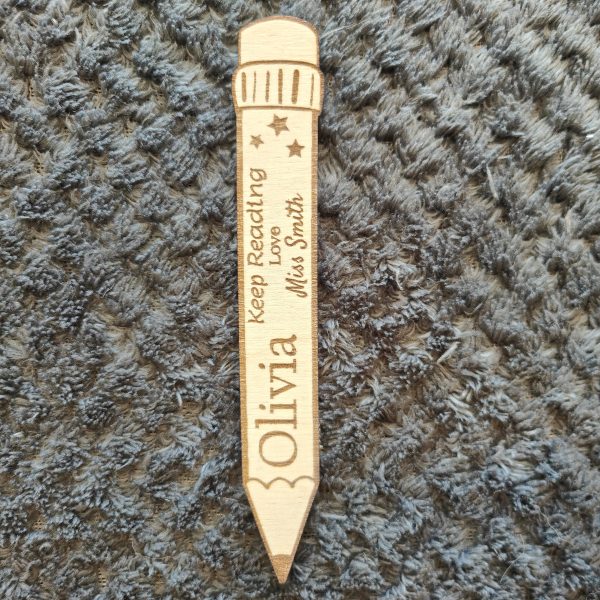 Olivia
Keep Reading
Love
Miss Smith